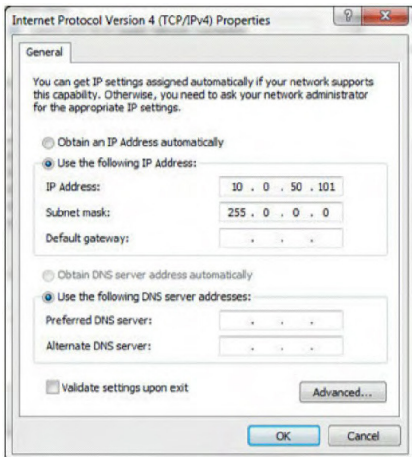 Internet Protocol Version 4 (TCP/IPv4) Properties
General
You can get IP settings assigned automatically if your network supports
this capability. Otherwise, you need to ask your network administrator
for the appropriate IP settings.
Obtain an IP Address automatically
Use the following IP Address:
IP Address: 10 . 0 . 50 . 101
Subnet mask: 255 . 0 . 0 . 0
Default gateway: . . .
Obtain DNS server address automatically
Use the following DNS server addresses:
Preferred DNS server: . . .
Alternate DNS server: . . .
Validate settings upon exit
Advanced...
OK Cancel